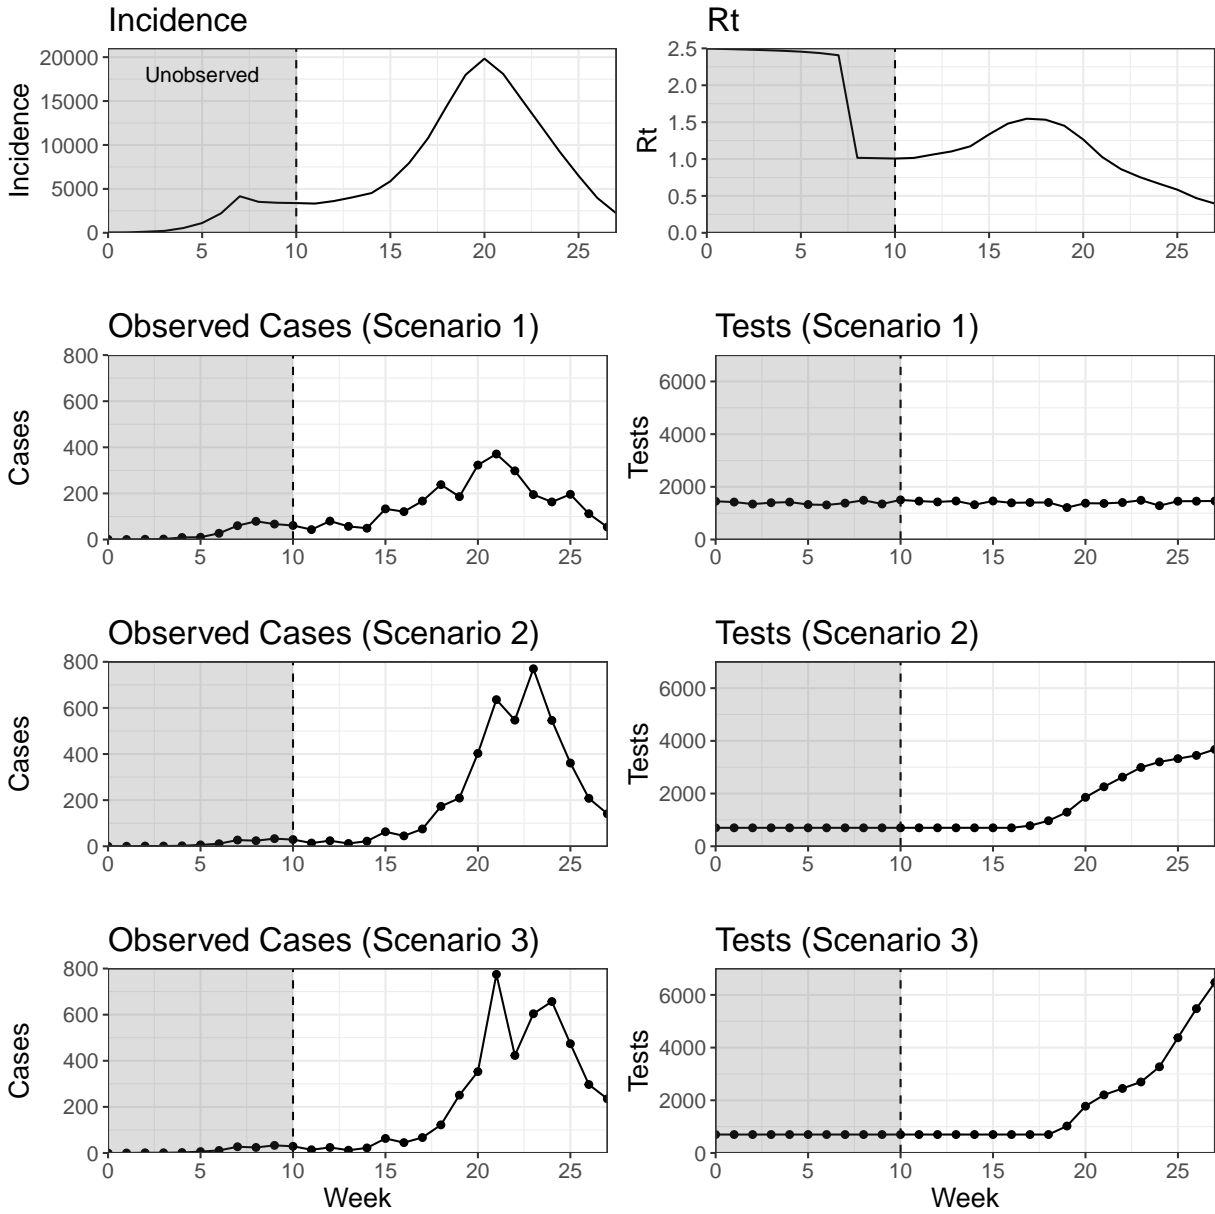 Incidence
Incidence
20000
15000
10000
5000
0
Unobserved
0 5 10 15 20 25
Rt
Rt
2.5
2.0
1.5
1.0
0.5
0.0
0 5 10 15 20 25
Observed Cases (Scenario 1)
Cases
800
600
400
200
0
0 5 10 15 20 25
Tests (Scenario 1)
Tests
6000
4000
2000
0
0 5 10 15 20 25
Observed Cases (Scenario 2)
Cases
800
600
400
200
0
0 5 10 15 20 25
Tests (Scenario 2)
Tests
6000
4000
2000
0
0 5 10 15 20 25
Observed Cases (Scenario 3)
Cases
800
600
400
200
0
0 5 10 15 20 25
Week
Tests (Scenario 3)
Tests
6000
4000
2000
0
0 5 10 15 20 25
Week